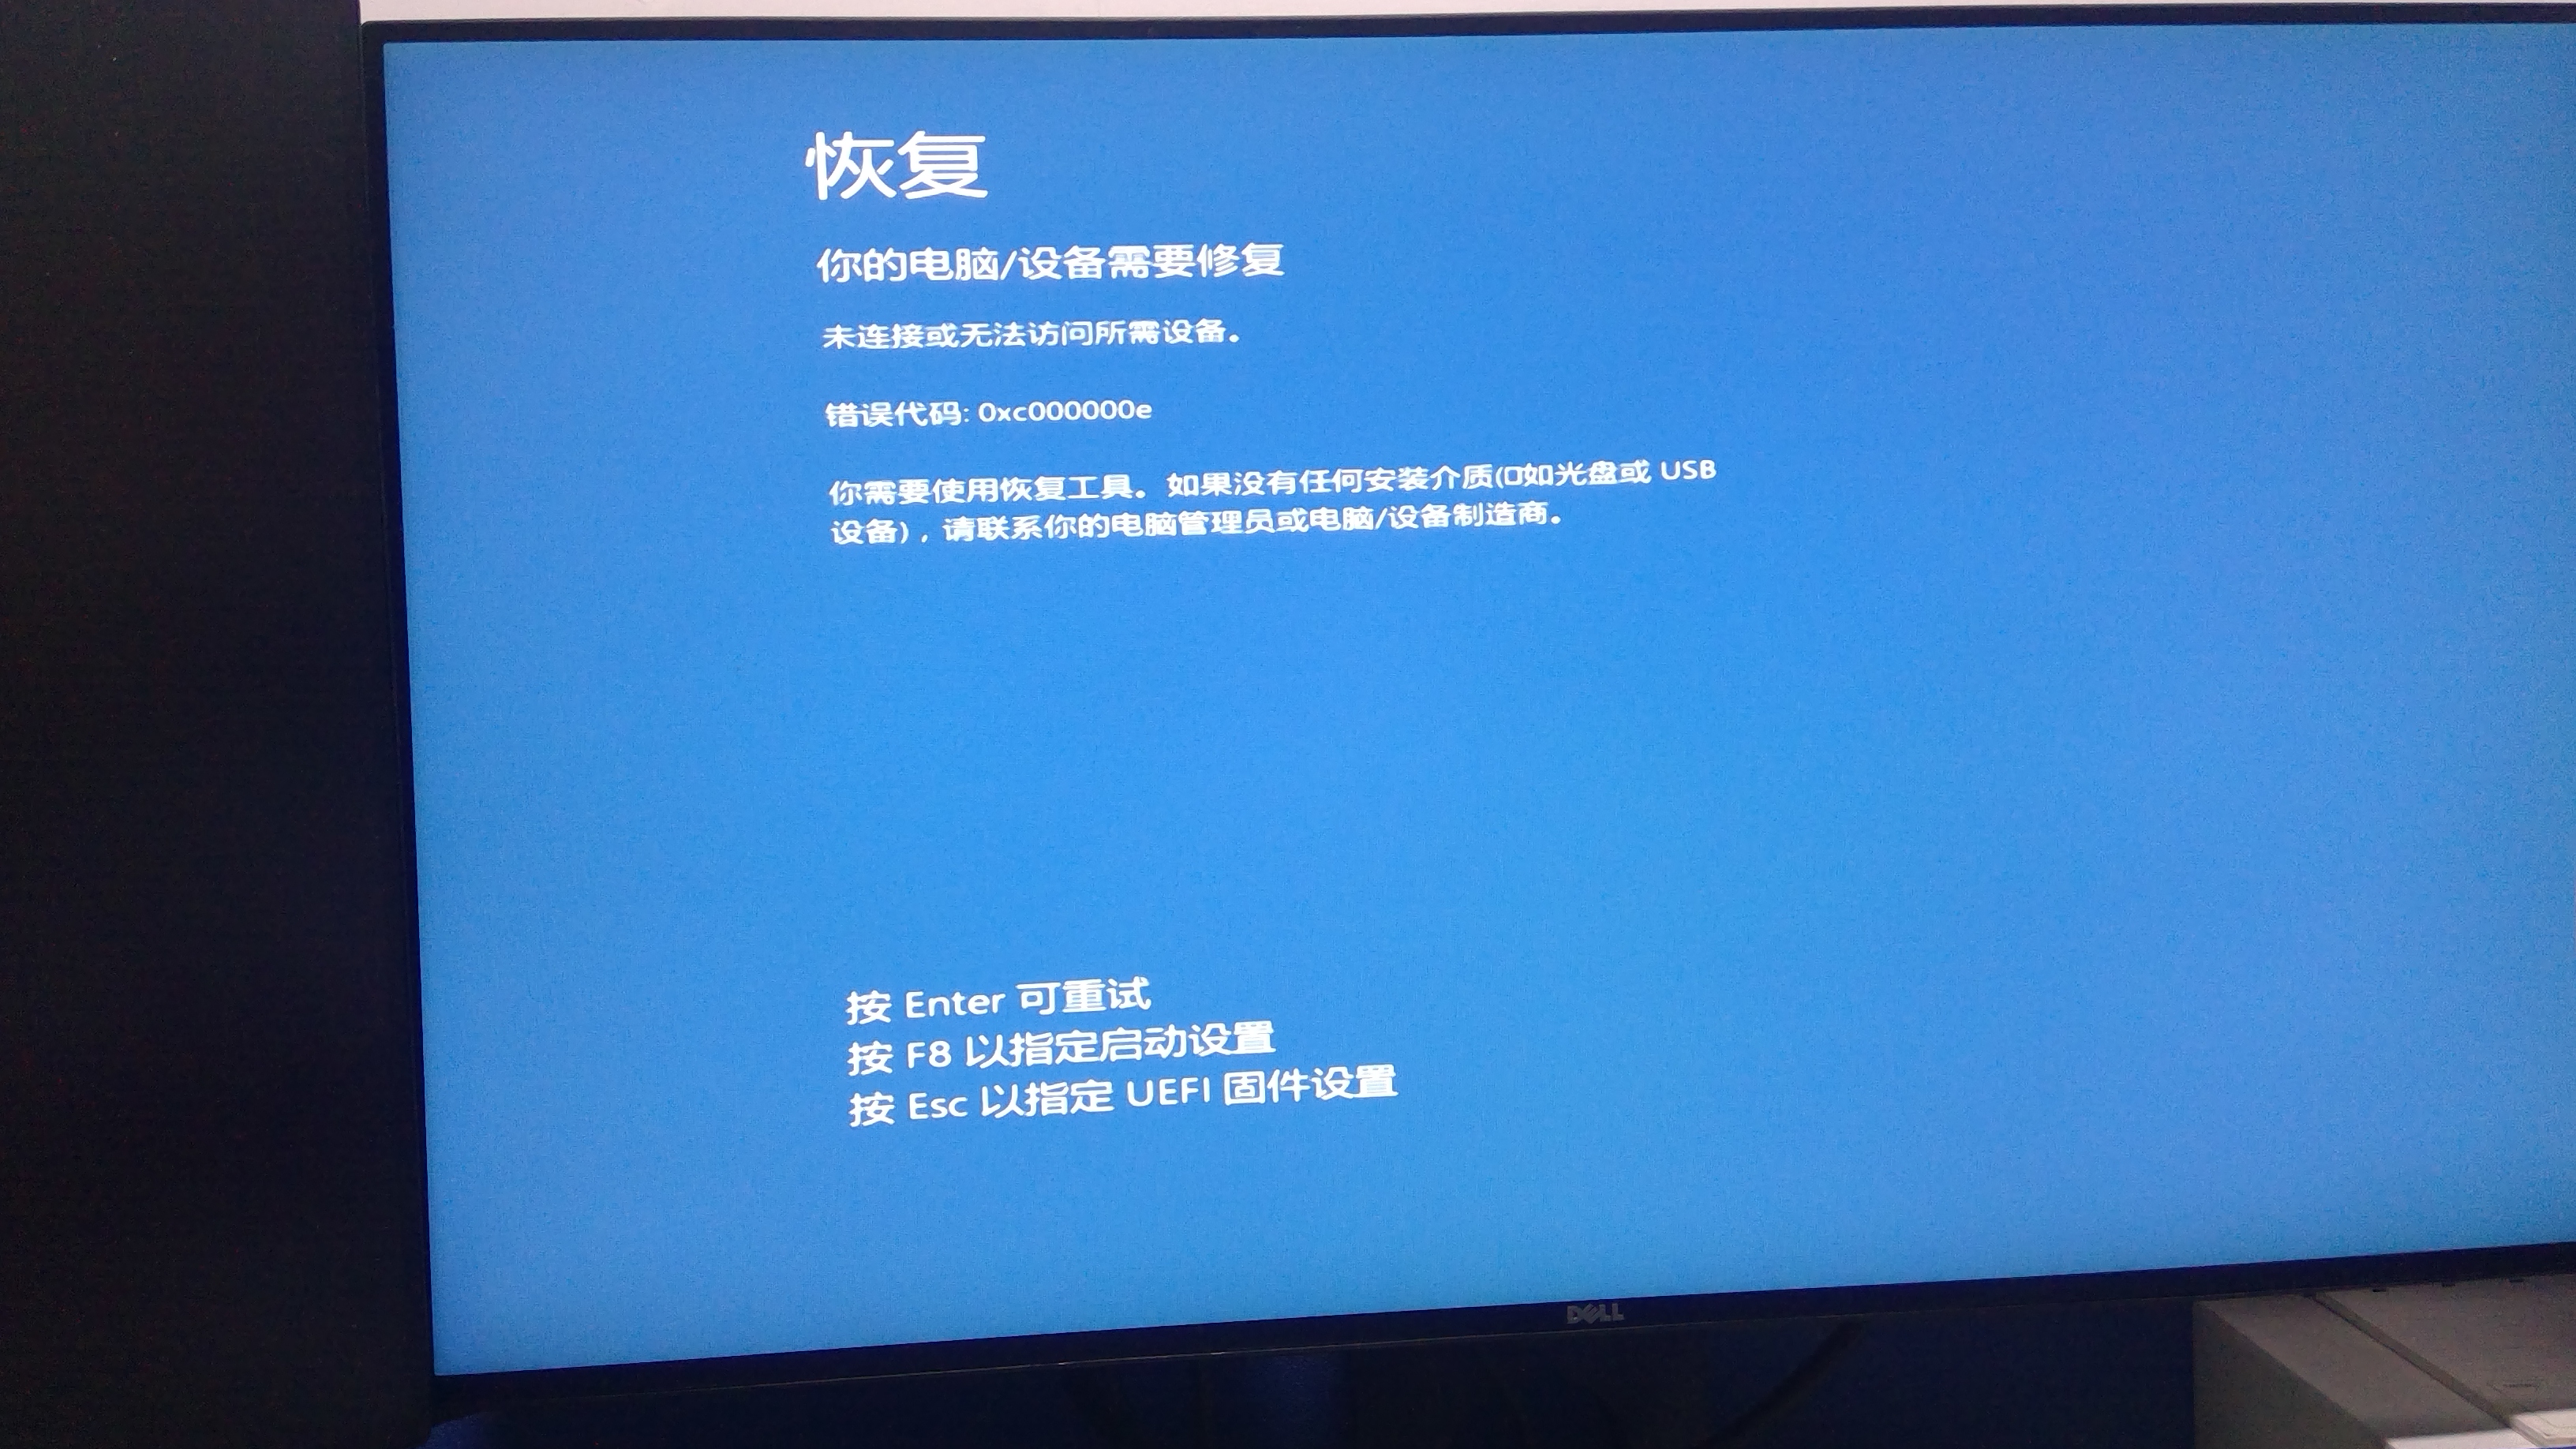 恢复
你的电脑/设备需要修复
未连接或无法访问所需设备。
错误代码: 0xc000000e
你需要使用恢复工具。如果没有任何安装介质(□如光盘或 USB
设备)，请联系你的电脑管理员或电脑/设备制造商。
按 Enter 可重试
按 F8 以指定启动设置
按 Esc 以指定 UEFI 固件设置
DELL